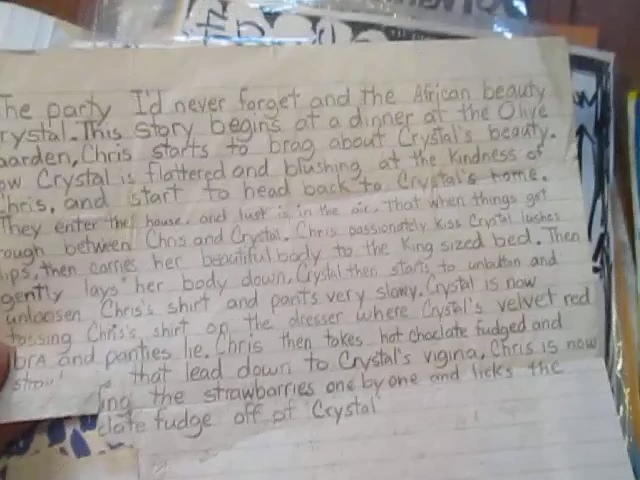 The party I'd never forget and the African beauty
rystal. This story begins at a dinner at the Olive
arden, Chris starts to brag about Crystal's beauty.
ow Crystal is flattered and blushing at the kindness of
hris, and start to head back to Crystal's home.
They enter the house, and lust is in the air. That when things get
rough between Chris and Crystal. Chris passionately kiss Crystal lushes
lips, then carries her beautiful body to the King sized bed. Then
gently lays her body down, Crystal then starts to unbutton and
unloosen Chris's shirt and pants very slowy. Crystal is now
tossing Chris's shirt on the dresser where Crystal's velvet red
brA and panties lie. Chris then takes hot choclate fudged and
that lead down to Crystal's vigina, Chris is now
ing the strawbarries one by one and licks the
clate fudge off of Crystal